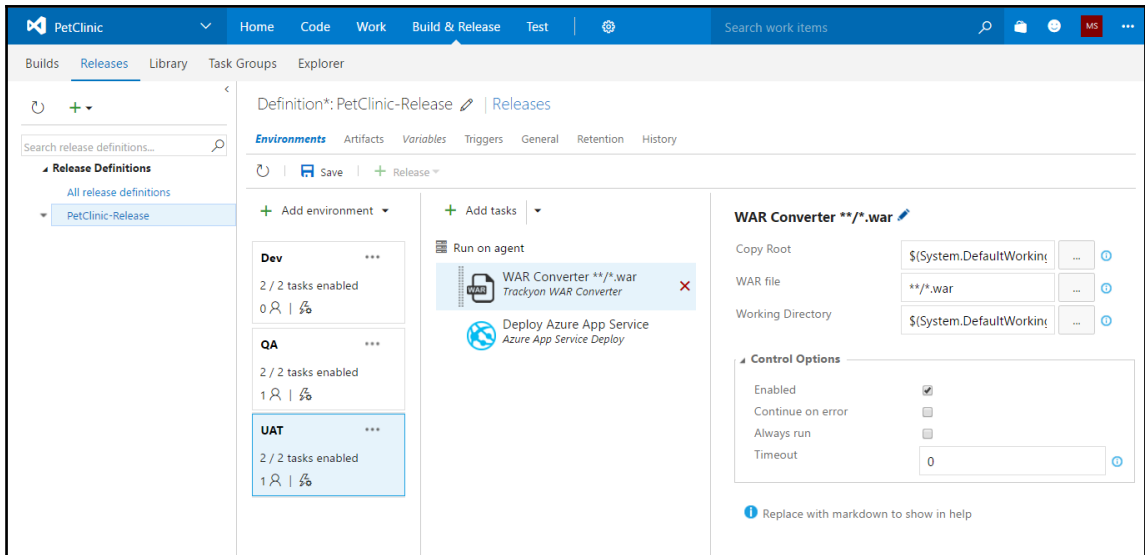 PetClinic Home Code Work Build & Release Test Search work items MS
Builds Releases Library Task Groups Explorer
Definition*: PetClinic-Release | Releases
Search release definitions...
Release Definitions
All release definitions
PetClinic-Release
Environments Artifacts Variables Triggers General Retention History
Save Release
Add environment
Dev
2 / 2 tasks enabled
0
QA
2 / 2 tasks enabled
1
UAT
2 / 2 tasks enabled
1
Add tasks
Run on agent
WAR
WAR Converter **/*.war
Trackyon WAR Converter
Deploy Azure App Service
Azure App Service Deploy
WAR Converter **/*.war
Copy Root $(System.DefaultWorking ...
WAR file **/*.war ...
Working Directory $(System.DefaultWorking ...
Control Options
Enabled
Continue on error
Always run
Timeout 0
Replace with markdown to show in help